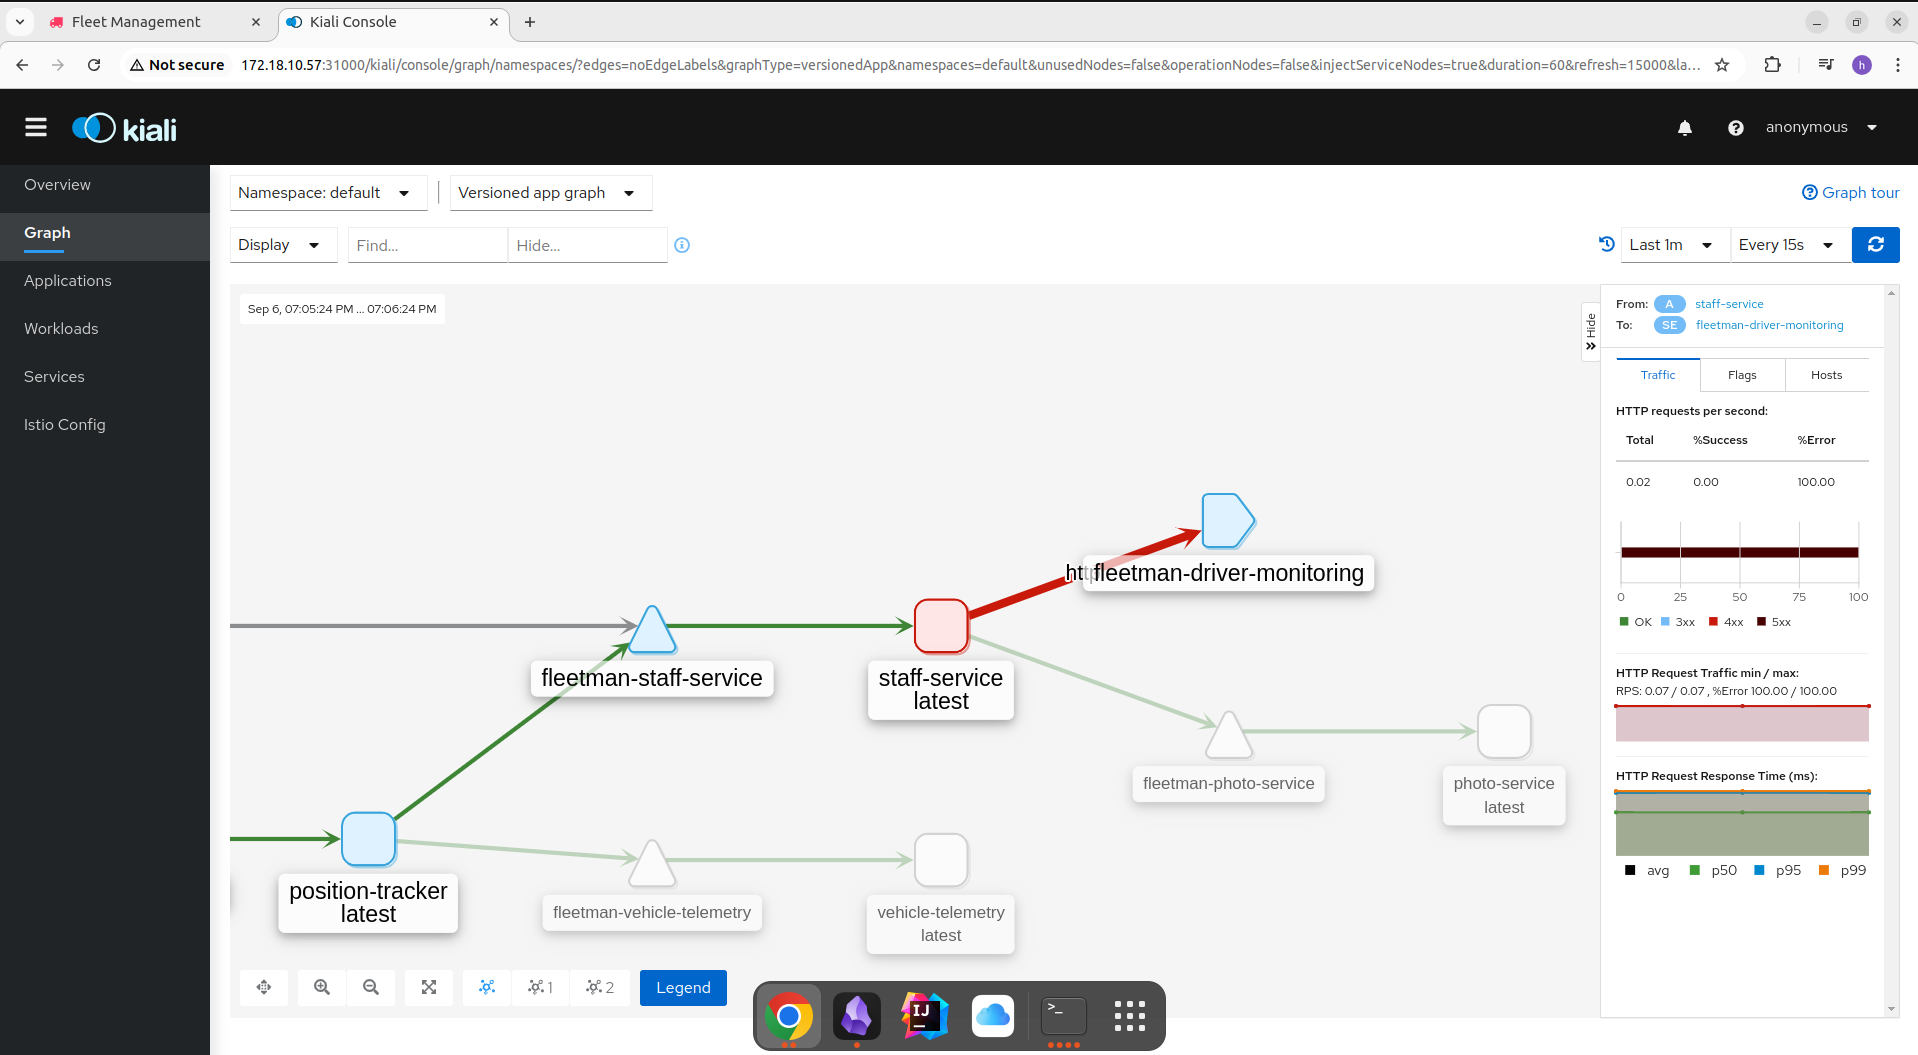 Fleet Management
Kiali Console
Not secure
172.18.10.57:31000/kiali/console/graph/namespaces/?edges=noEdgeLabels&graphType=versionedApp&namespaces=default&unusedNodes=false&operationNodes=false&injectServiceNodes=true&duration=60&refresh=15000&la...
h
kiali
anonymous
Overview
Graph
Applications
Workloads
Services
Istio Config
Namespace: default
Versioned app graph
Graph tour
Display
Find...
Hide...
Last 1m
Every 15s
Sep 6, 07:05:24 PM ... 07:06:24 PM
Hide
fleetman-driver-monitoring
http
fleetman-staff-service
staff-service
latest
fleetman-photo-service
photo-service
latest
position-tracker
latest
fleetman-vehicle-telemetry
vehicle-telemetry
latest
1
2
Legend
From: A staff-service
To: SE fleetman-driver-monitoring
Traffic
Flags
Hosts
HTTP requests per second:
Total %Success %Error
0.02 0.00 100.00
0 25 50 75 100
OK 3xx 4xx 5xx
HTTP Request Traffic min / max:
RPS: 0.07 / 0.07 , %Error 100.00 / 100.00
HTTP Request Response Time (ms):
avg p50 p95 p99
IJ
>_